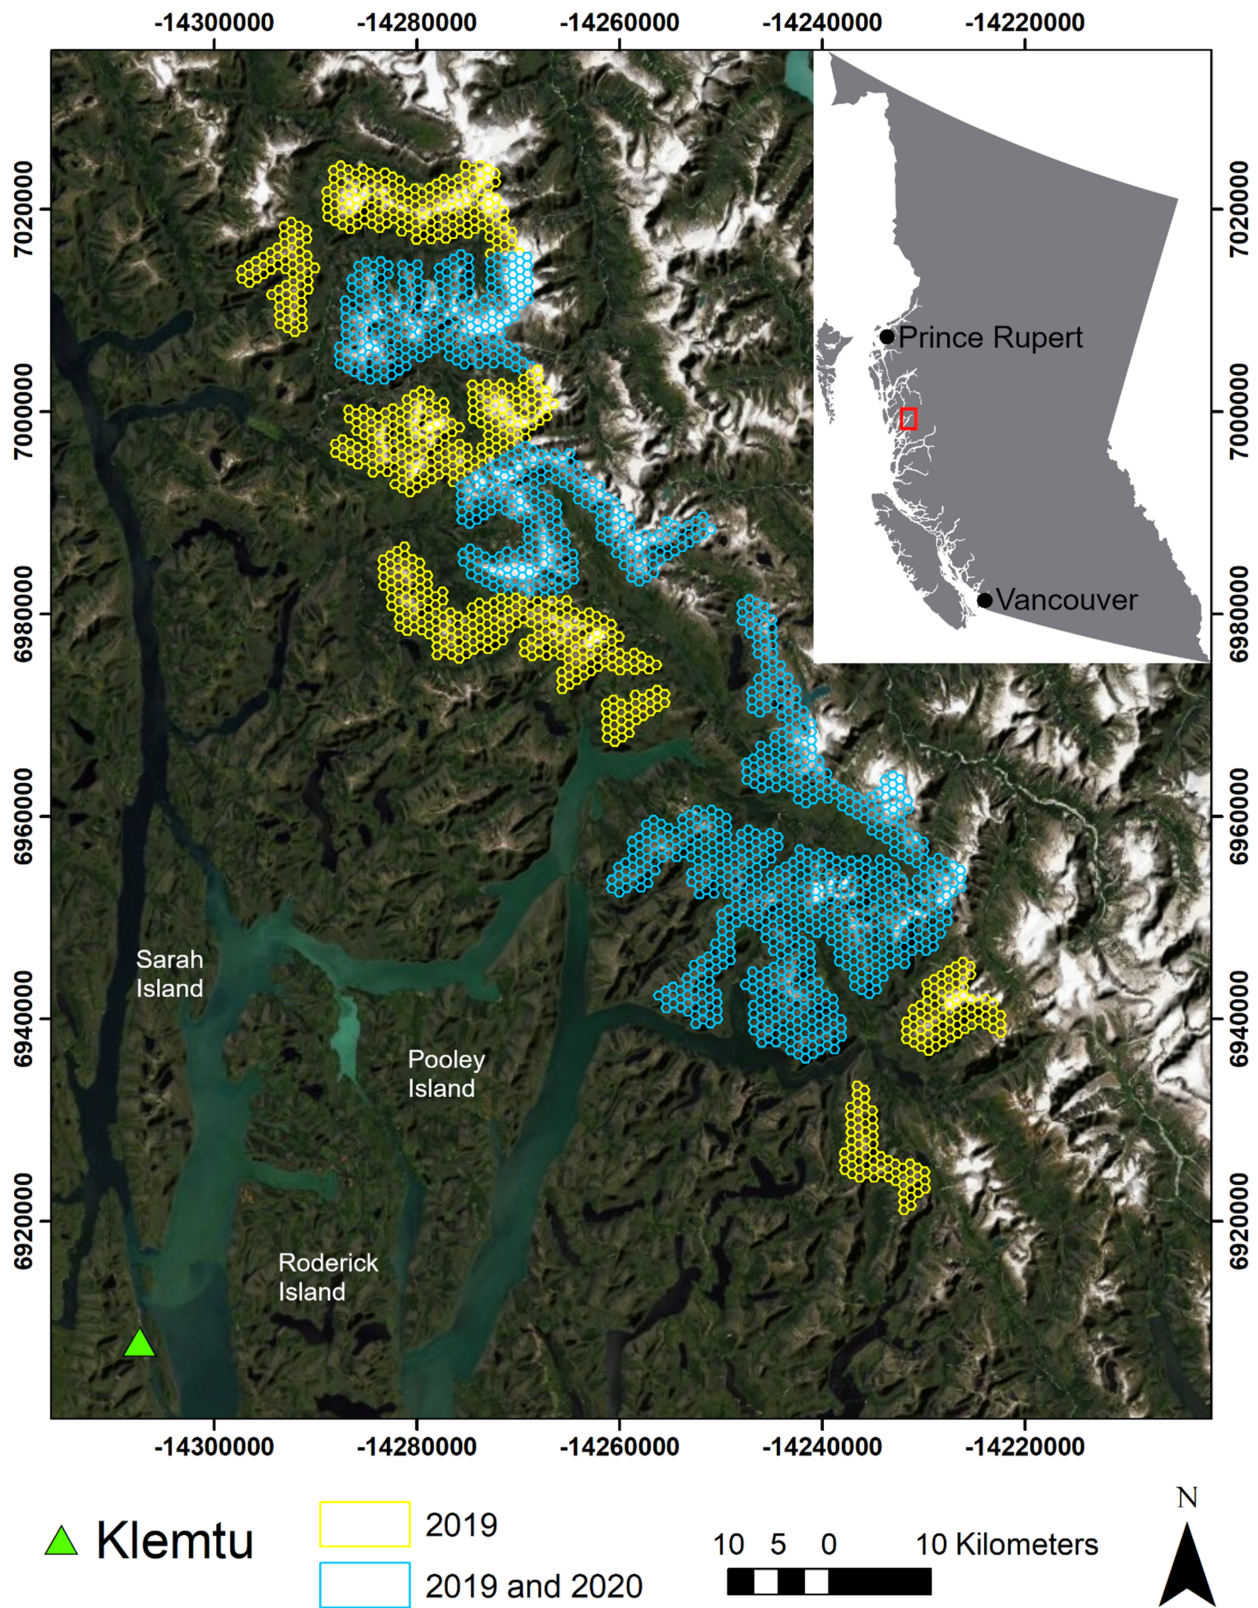 -14300000 -14280000 -14260000 -14240000 -14220000
7020000 7020000
Prince Rupert
7000000 7000000
Vancouver
6980000 6980000
6960000 6960000
Sarah
Island
6940000 6940000
Pooley
Island
6920000 6920000
Roderick
Island
-14300000 -14280000 -14260000 -14240000 -14220000
N
Klemtu
2019
2019 and 2020
10 5 0 10 Kilometers